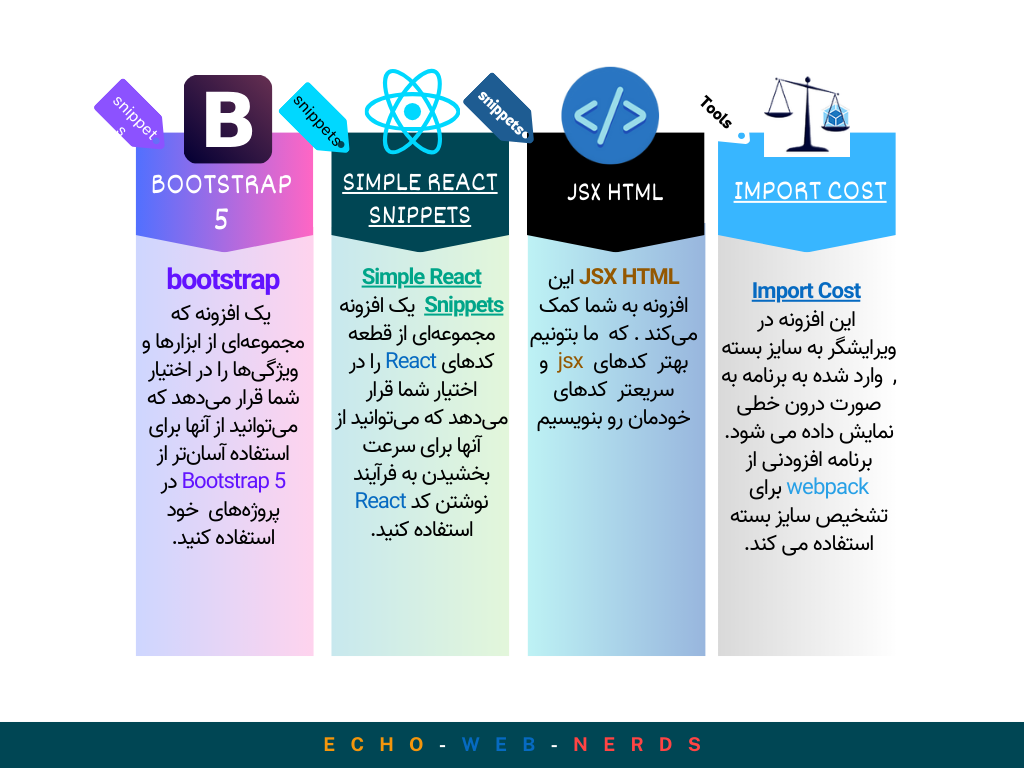 snippet
s
BOOTSTRAP
5
bootstrap
یک افزونه که
مجموعه‌ای از ابزارها و
ویژگی‌ها را در اختیار
شما قرار می‌دهد که
می‌توانید از آنها برای
استفاده آسان‌تر از
Bootstrap 5 در
پروژه‌های خود
استفاده کنید.
snippets
SIMPLE REACT
SNIPPETS
Simple React
Snippets یک افزونه
مجموعه‌ای از قطعه
کدهای React را در
اختیار شما قرار
می‌دهد که می‌توانید از
آنها برای سرعت
بخشیدن به فرآیند
نوشتن کد React
استفاده کنید.
snippets
JSX HTML
JSX HTML این
افزونه به شما کمک
می‌کند . که ما بتونیم
بهتر کدهای jsx و
سریعتر کدهای
خودمان رو بنویسیم
Tools
IMPORT COST
Import Cost
این افزونه در
ویرایشگر به سایز بسته
, وارد شده به برنامه به
صورت درون خطی
نمایش داده می شود.
برنامه افزودنی از
webpack برای
تشخیص سایز بسته
استفاده می کند.
ECHO-WEB-NERDS